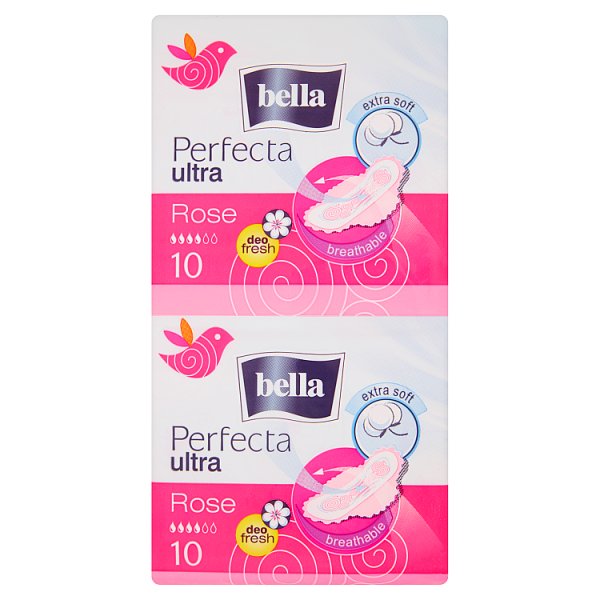 bella
extra soft
Perfecta
ultra
Rose
deo
fresh
breathable
10
bella
extra soft
Perfecta
ultra
Rose
deo
fresh
breathable
10